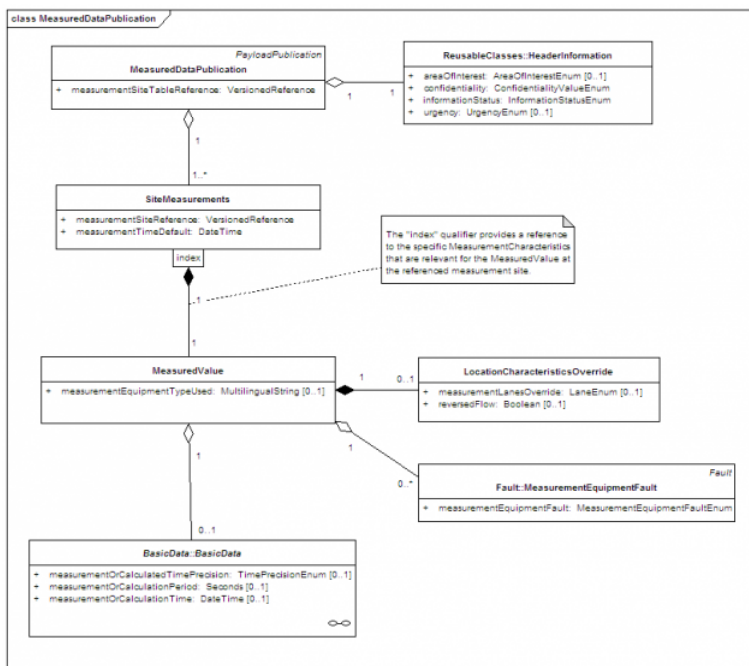 class MeasuredDataPublication
PayloadPublication
MeasuredDataPublication
+ measurementSiteTableReference: VersionedReference
ReusableClasses::HeaderInformation
+ areaOfInterest: AreaOfInterestEnum [0..1]
+ confidentiality: ConfidentialityValueEnum
+ informationStatus: InformationStatusEnum
+ urgency: UrgencyEnum [0..1]
1
1
1
1..*
SiteMeasurements
+ measurementSiteReference: VersionedReference
+ measurementTimeDefault: DateTime
index
The "index" qualifier provides a reference
to the specific MeasurementCharacteristics
that are relevant for the MeasuredValue at
the referenced measurement site.
1
1
MeasuredValue
+ measurementEquipmentTypeUsed: MultilingualString [0..1]
1
0..1
LocationCharacteristicsOverride
+ measurementLanesOverride: LaneEnum [0..1]
+ reversedFlow: Boolean [0..1]
1
1
0..*
Fault
Fault::MeasurementEquipmentFault
+ measurementEquipmentFault: MeasurementEquipmentFaultEnum
0..1
BasicData::BasicData
+ measurementOrCalculatedTimePrecision: TimePrecisionEnum [0..1]
+ measurementOrCalculationPeriod: Seconds [0..1]
+ measurementOrCalculationTime: DateTime [0..1]